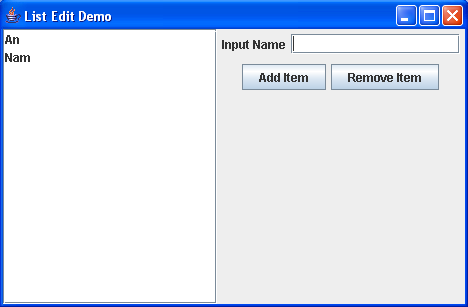 List Edit Demo
An
Nam
Input Name
Add Item Remove Item